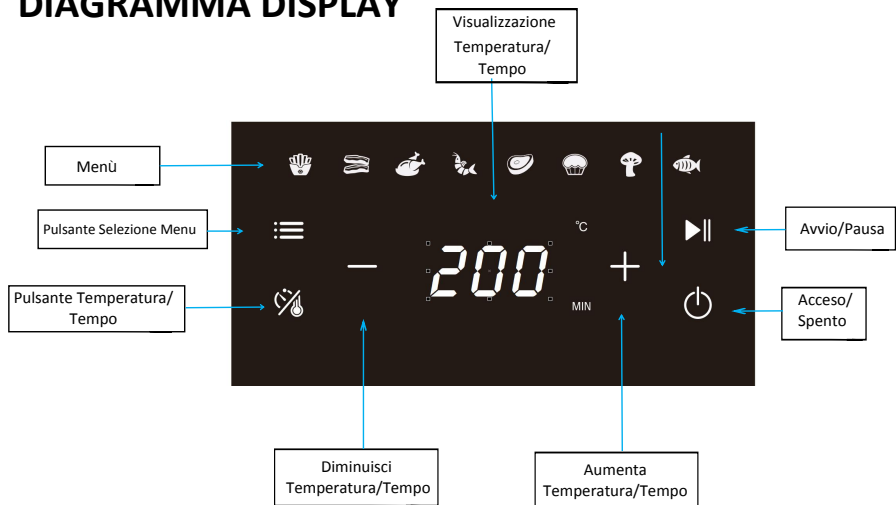 DIAGRAMMA DISPLAY
Visualizzazione
Temperatura/
Tempo
Menù
Pulsante Selezione Menu
°C
200
Avvio/Pausa
Pulsante Temperatura/
Tempo
MIN
Acceso/
Spento
Diminuisci
Temperatura/Tempo
Aumenta
Temperatura/Tempo